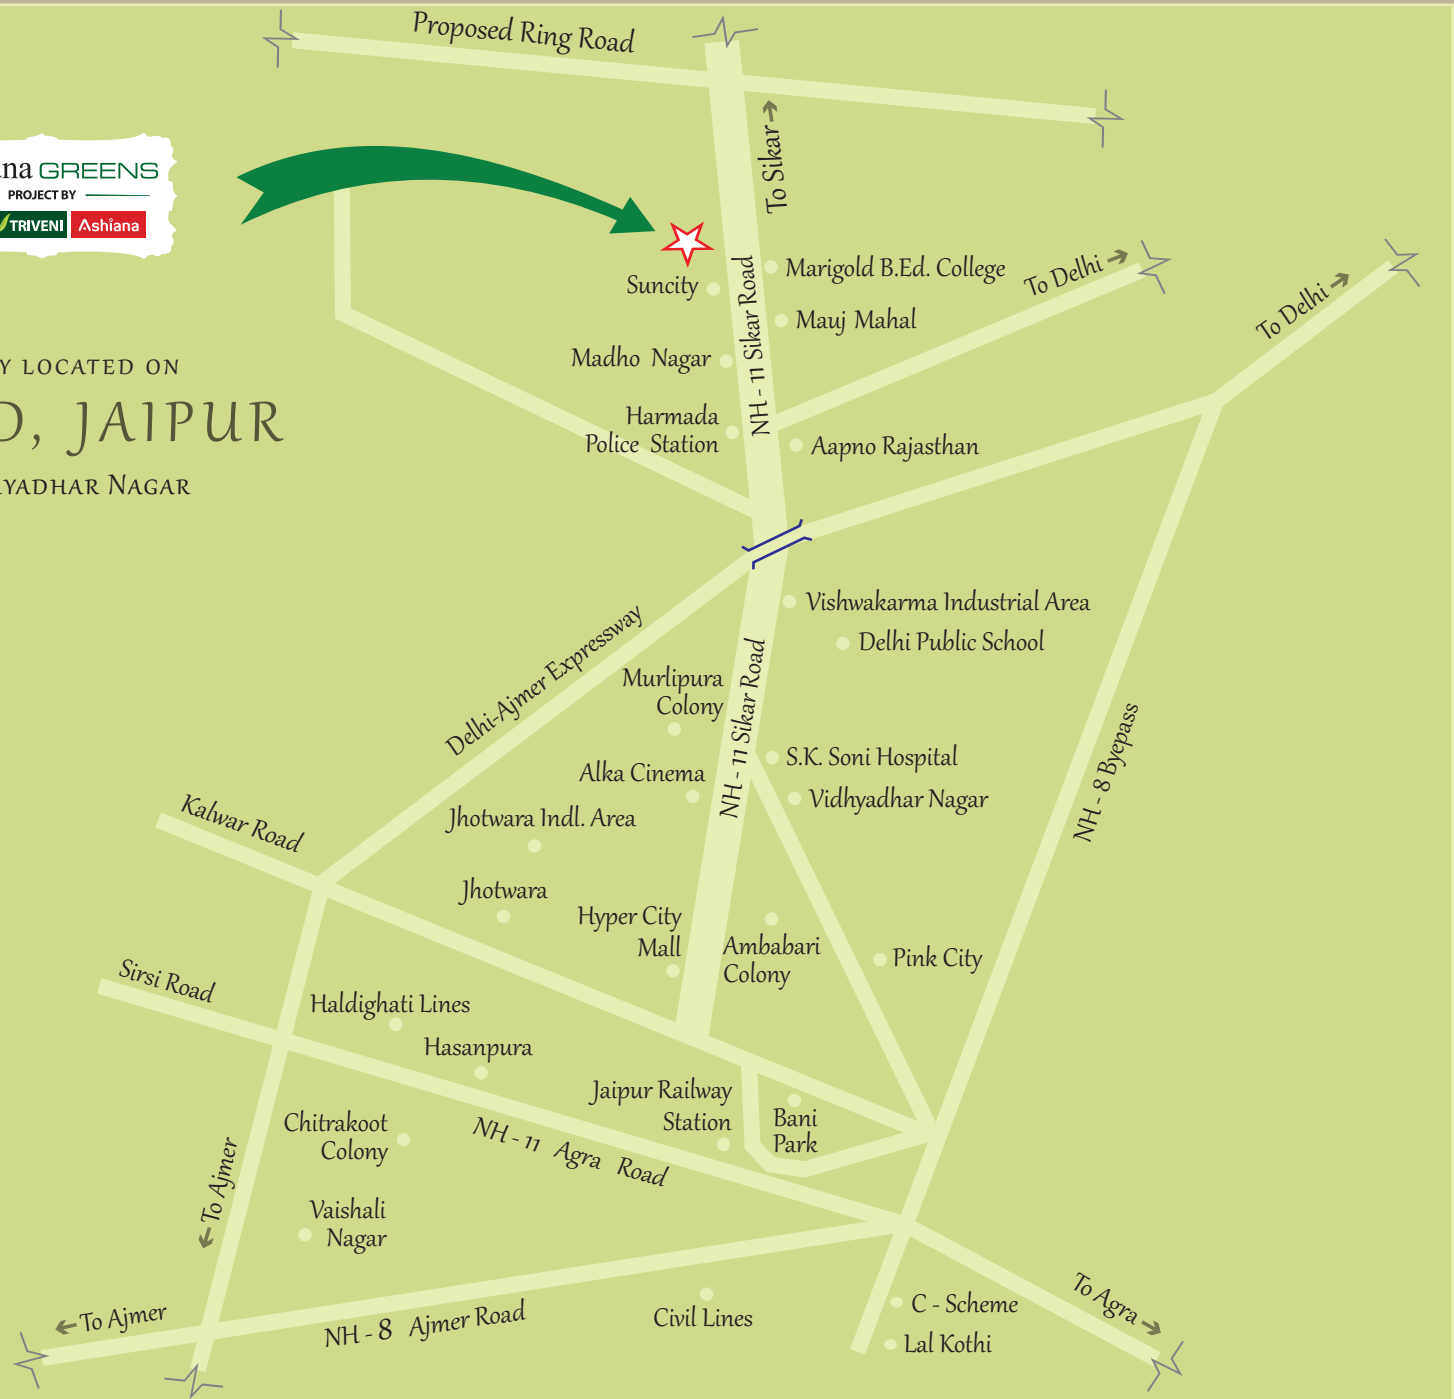 Proposed Ring Road
To Sikar
GREENS
PROJECT BY
TRIVENI
Ashiana
Suncity
NH - 11 Sikar Road
Marigold B.Ed. College
To Delhi
To Delhi
Mauj Mahal
Madho Nagar
LOCATED ON
JAIPUR
NAGAR
Harmada
Police Station
Aapno Rajasthan
Vishwakarma Industrial Area
Delhi Public School
Delhi-Ajmer Expressway
Murlipura
Colony
NH - 11 Sikar Road
S.K. Soni Hospital
Alka Cinema
Vidhyadhar Nagar
NH - 8 Byepass
Kalwar Road
Jhotwara Indl. Area
Jhotwara
Hyper City
Mall
Ambabari
Colony
Pink City
Sirsi Road
Haldighati Lines
Hasanpura
Jaipur Railway
Station
Bani
Park
Chitrakoot
Colony
NH - 11 Agra Road
To Ajmer
Vaishali
Nagar
To Ajmer
NH - 8 Ajmer Road
Civil Lines
C - Scheme
Lal Kothi
To Agra